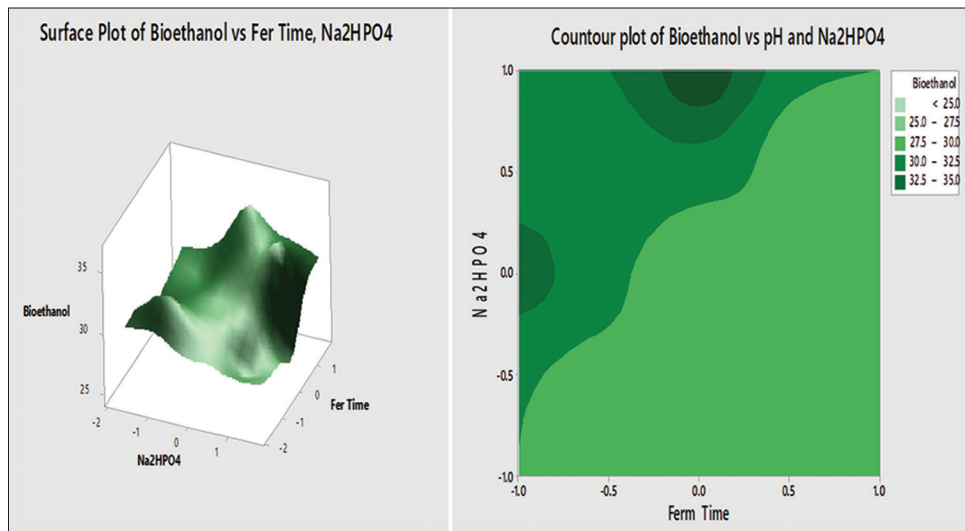 Surface Plot of Bioethanol vs Fer Time, Na2HPO4
35
Bioethanol
30
25
-2
-1
0
1
Na2HPO4
-2
-1
0
1
Fer Time
Countour plot of Bioethanol vs pH and Na2HPO4
1.0
0.5
0.0
-0.5
-1.0
Na2HPO4
-1.0
-0.5
0.0
0.5
1.0
Ferm Time
Bioethanol
< 25.0
25.0 – 27.5
27.5 – 30.0
30.0 – 32.5
32.5 – 35.0